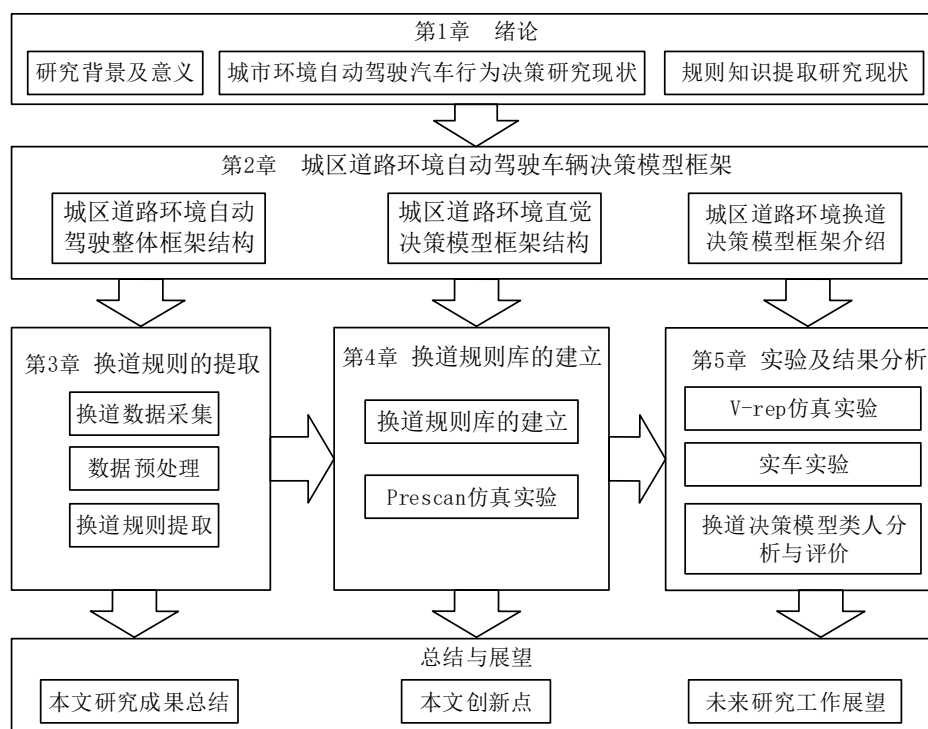 第1章 绪论
研究背景及意义
城市环境自动驾驶汽车行为决策研究现状
规则知识提取研究现状
第2章 城区道路环境自动驾驶车辆决策模型框架
城区道路环境自动
驾驶整体框架结构
城区道路环境直觉
决策模型框架结构
城区道路环境换道
决策模型框架介绍
第3章 换道规则的提取
换道数据采集
数据预处理
换道规则提取
第4章 换道规则库的建立
换道规则库的建立
Prescan仿真实验
第5章 实验及结果分析
V-rep仿真实验
实车实验
换道决策模型类人分
析与评价
总结与展望
本文研究成果总结
本文创新点
未来研究工作展望